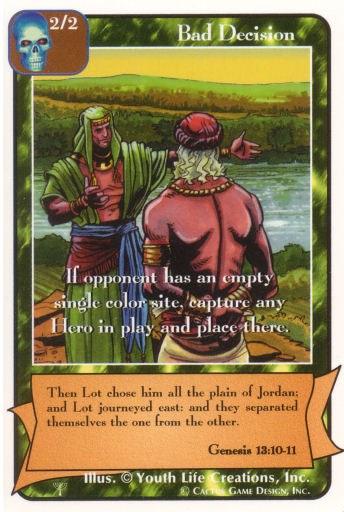 2/2
Bad Decision
If opponent has an empty
single color site, capture any
Hero in play and place there.
Then Lot chose him all the plain of Jordan;
and Lot journeyed east: and they separated
themselves the one from the other.
Genesis 13:10-11
Illus. © Youth Life Creations, Inc.
© Cactus Game Design, Inc.